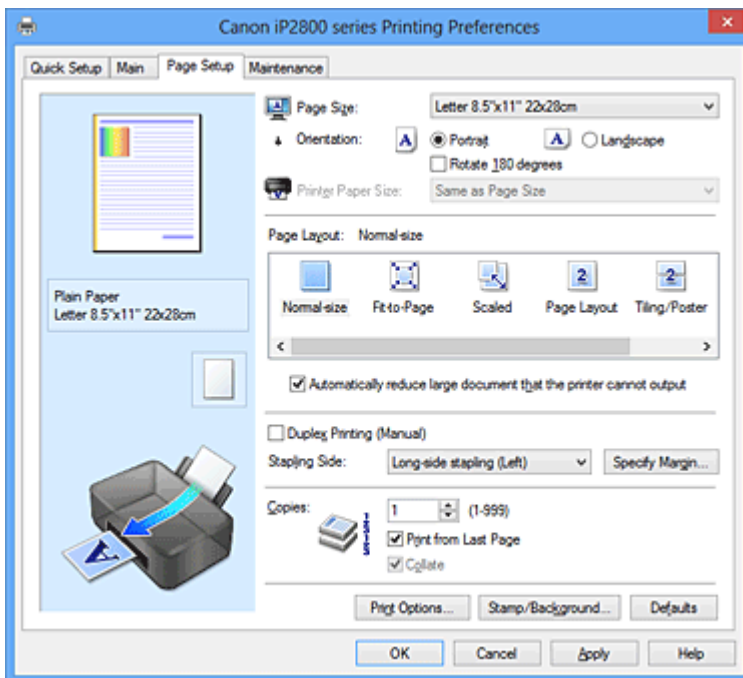 Canon iP2800 series Printing Preferences
Quick Setup Main Page Setup Maintenance
Page Size: Letter 8.5"x11" 22x28cm
Orientation: A Portrait A Landscape
Rotate 180 degrees
Printer Paper Size: Same as Page Size
Page Layout: Normal-size
Normal-size Fit-to-Page Scaled Page Layout Tiling/Poster
Plain Paper
Letter 8.5"x11" 22x28cm
Automatically reduce large document that the printer cannot output
Duplex Printing (Manual)
Stapling Side: Long-side stapling (Left) Specify Margin...
Copies: 1 (1-999)
Print from Last Page
Collate
Print Options... Stamp/Background... Defaults
OK Cancel Apply Help